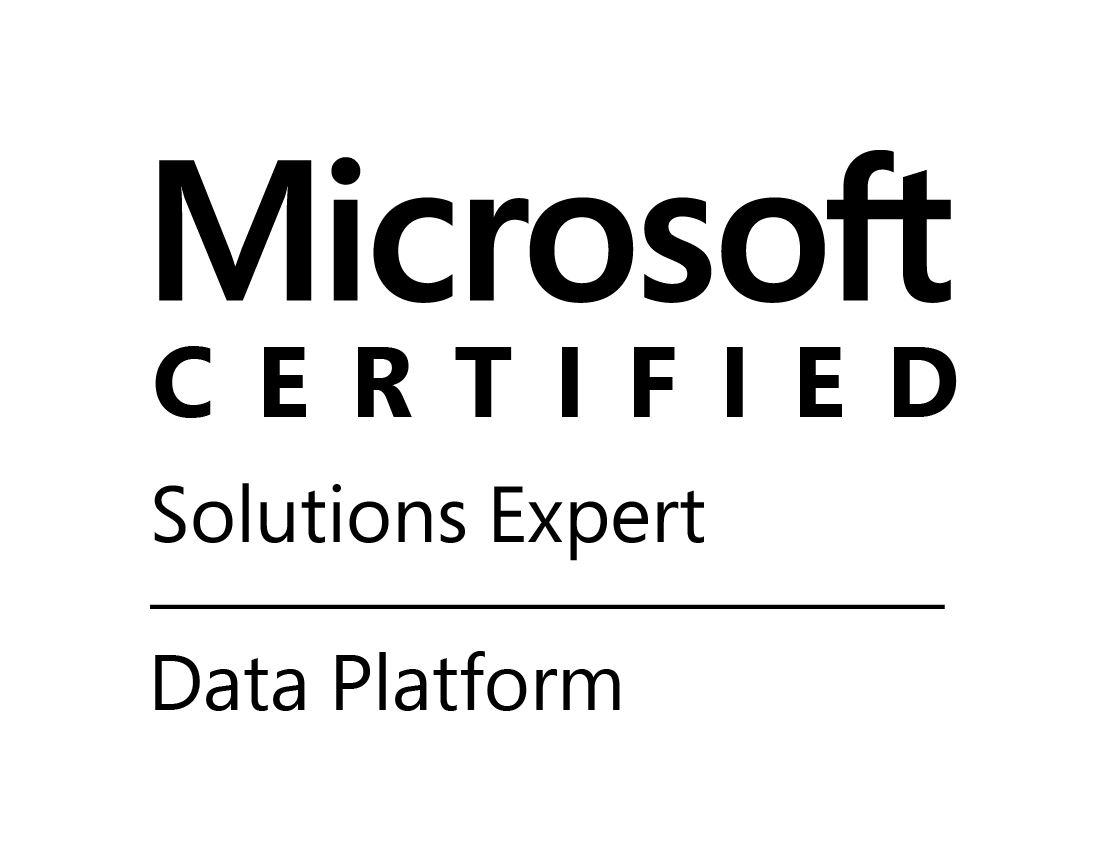 Microsoft
CERTIFIED
Solutions Expert
Data Platform